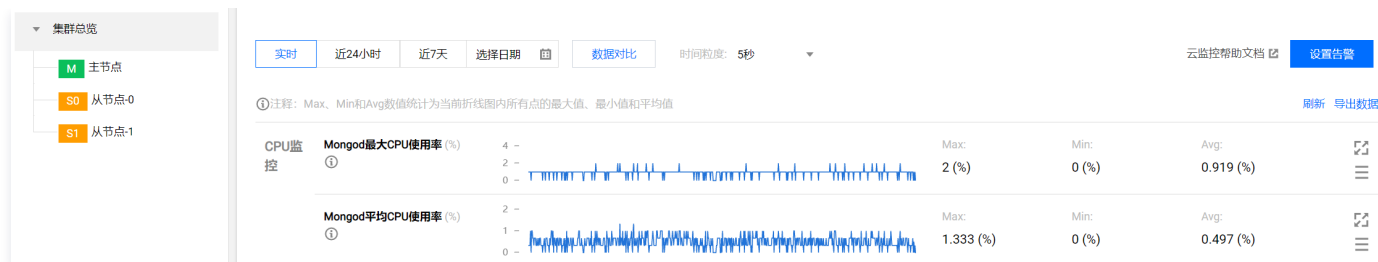 集群总览
M 主节点
S0 从节点-0
S1 从节点-1
实时 近24小时 近7天 选择日期 数据对比 时间粒度: 5秒 云监控帮助文档 设置告警
注释：Max、Min和Avg数值统计为当前折线图内所有点的最大值、最小值和平均值 刷新 导出数据
CPU监控
Mongod最大CPU使用率 (%)
4
2
0
Max: Min: Avg:
2 (%) 0 (%) 0.919 (%)
Mongod平均CPU使用率 (%)
2
1
0
Max: Min: Avg:
1.333 (%) 0 (%) 0.497 (%)